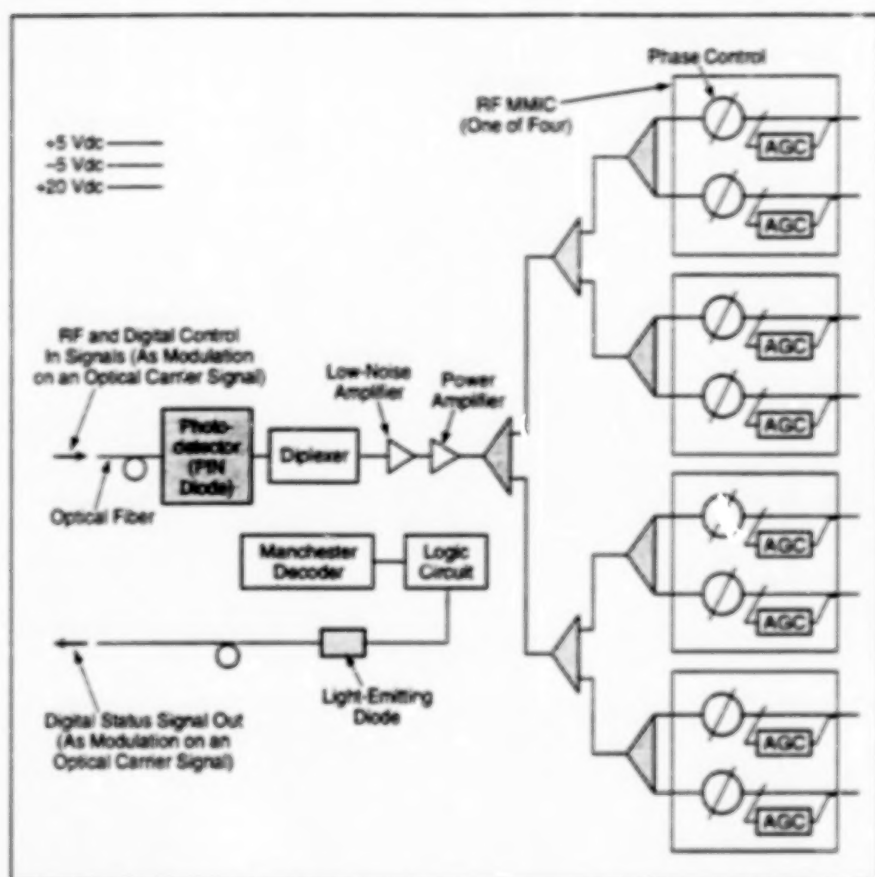 Phase Control
RF MMIC
(One of Four)
AGC
AGC
+5 Vdc
–5 Vdc
+20 Vdc
AGC
AGC
RF and Digital Control
In Signals (As Modulation
on an Optical Carrier Signal)
Low-Noise
Amplifier
Power
Amplifier
Photo-
detector
(PIN
Diode)
Diplexer
Optical Fiber
Manchester
Decoder
Logic
Circuit
AGC
AGC
Light-Emitting
Diode
Digital Status Signal Out
(As Modulation on an
Optical Carrier Signal)
AGC
AGC